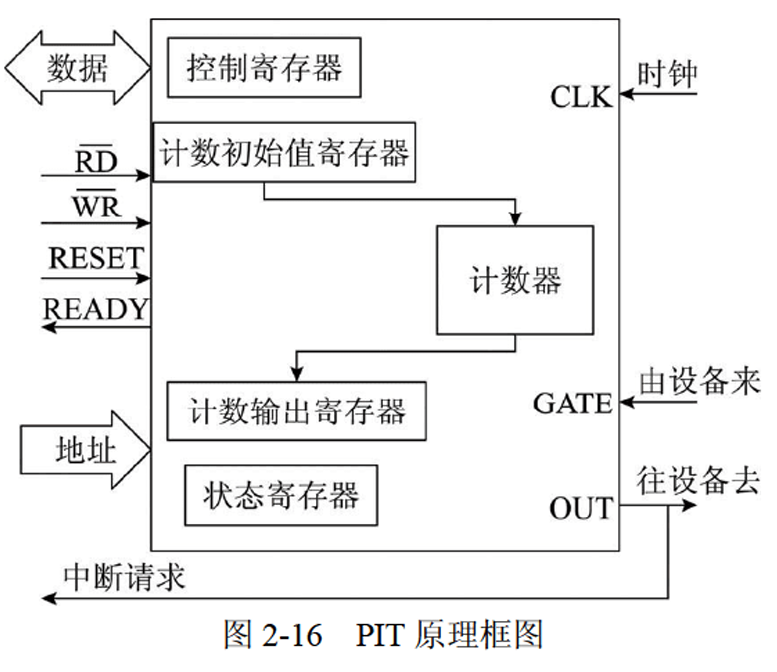 数据
控制寄存器
CLK
时钟
RD
计数初始值寄存器
WR
RESET
计数器
READY
由设备来
计数输出寄存器
GATE
地址
状态寄存器
往设备去
OUT
中断请求
图 2-16 PIT 原理框图